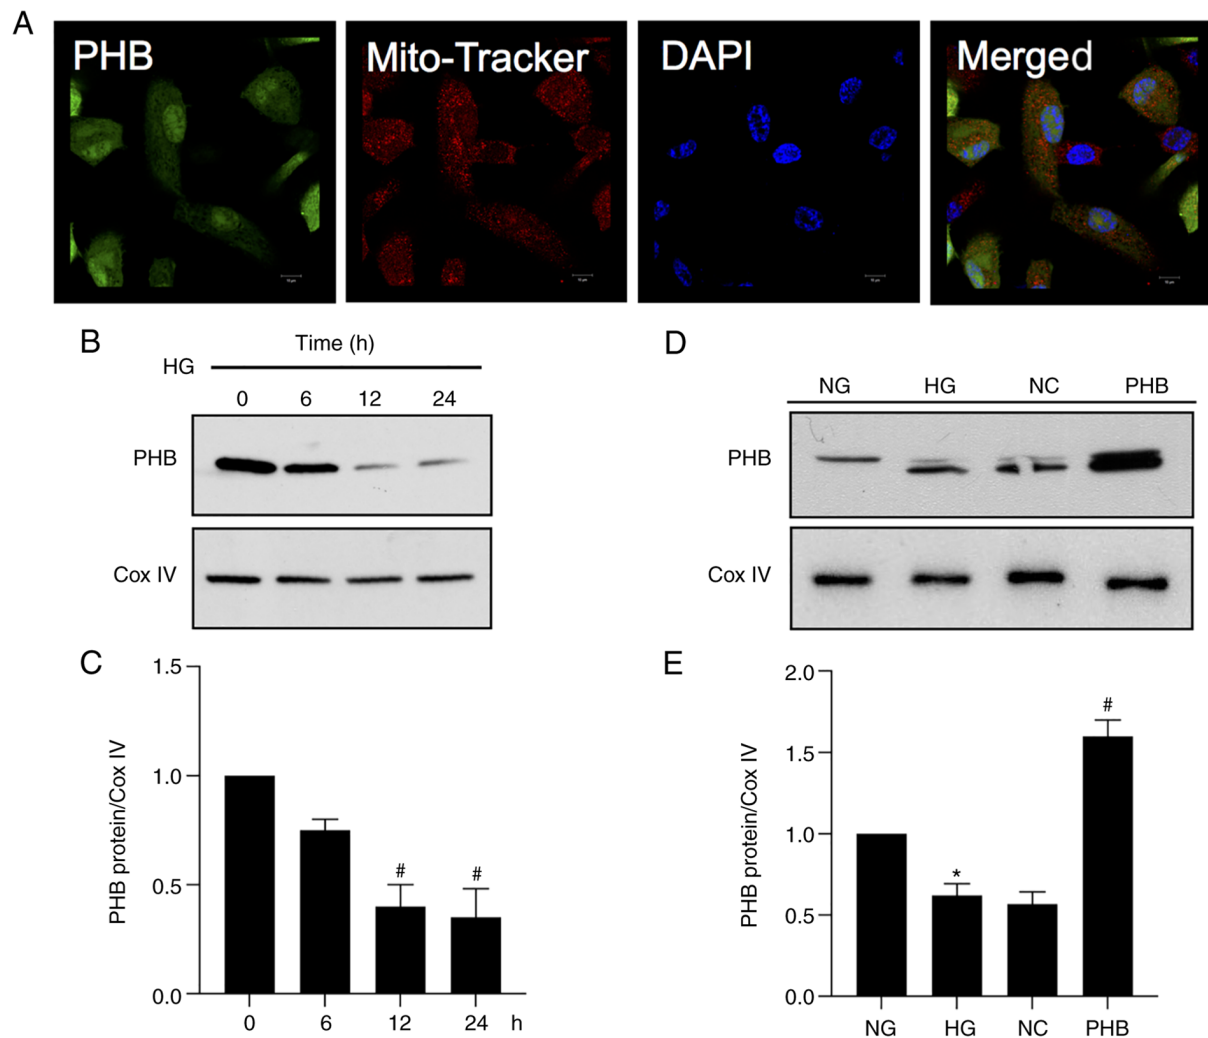 A
PHB
Mito-Tracker
DAPI
Merged
B
Time (h)
HG
0 6 12 24
PHB
Cox IV
C
PHB protein/Cox IV
1.5
1.0
0.5
0.0
# #
0 6 12 24 h
D
NG HG NC PHB
PHB
Cox IV
E
PHB protein/Cox IV
2.0
1.5
1.0
0.5
0.0
* #
NG HG NC PHB